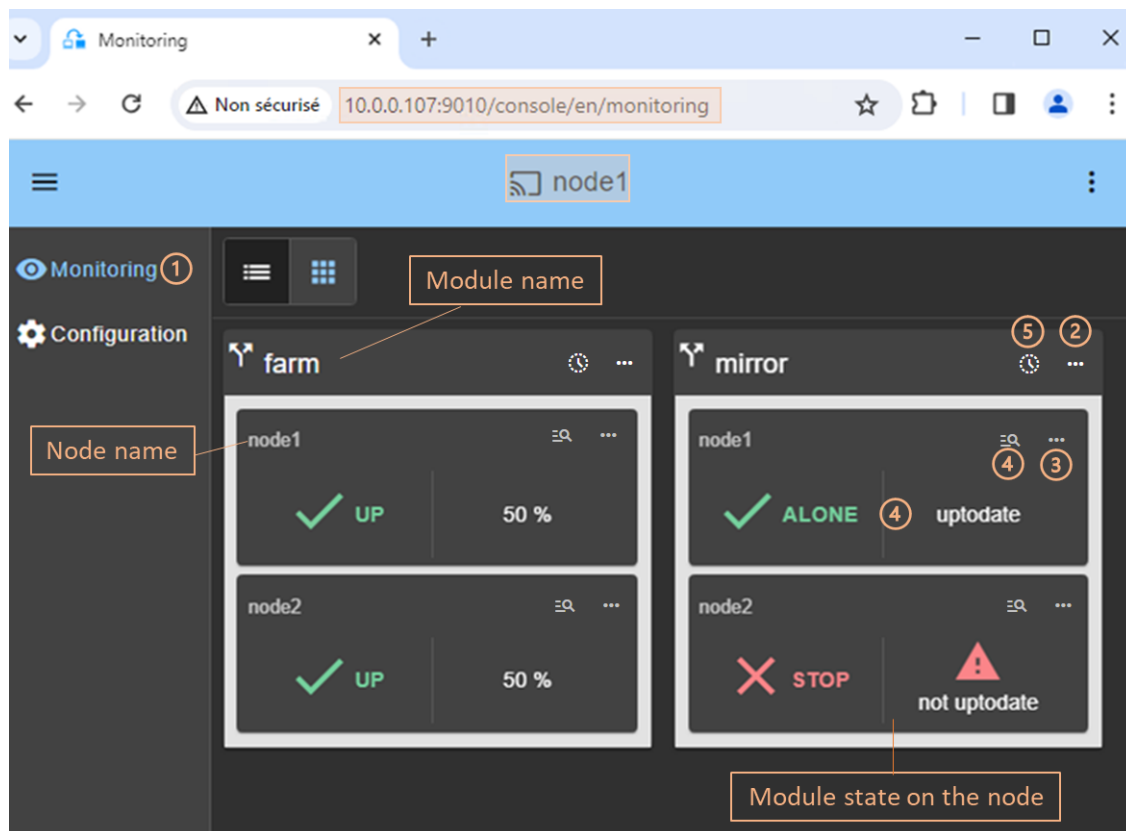 Monitoring
Non sécurisé 10.0.0.107:9010/console/en/monitoring
node1
Monitoring 1
Configuration
Module name
farm
5 2
mirror
Node name
node1
node1
4 3
UP 50 %
ALONE 4 uptodate
node2
node2
UP 50 %
STOP not uptodate
Module state on the node